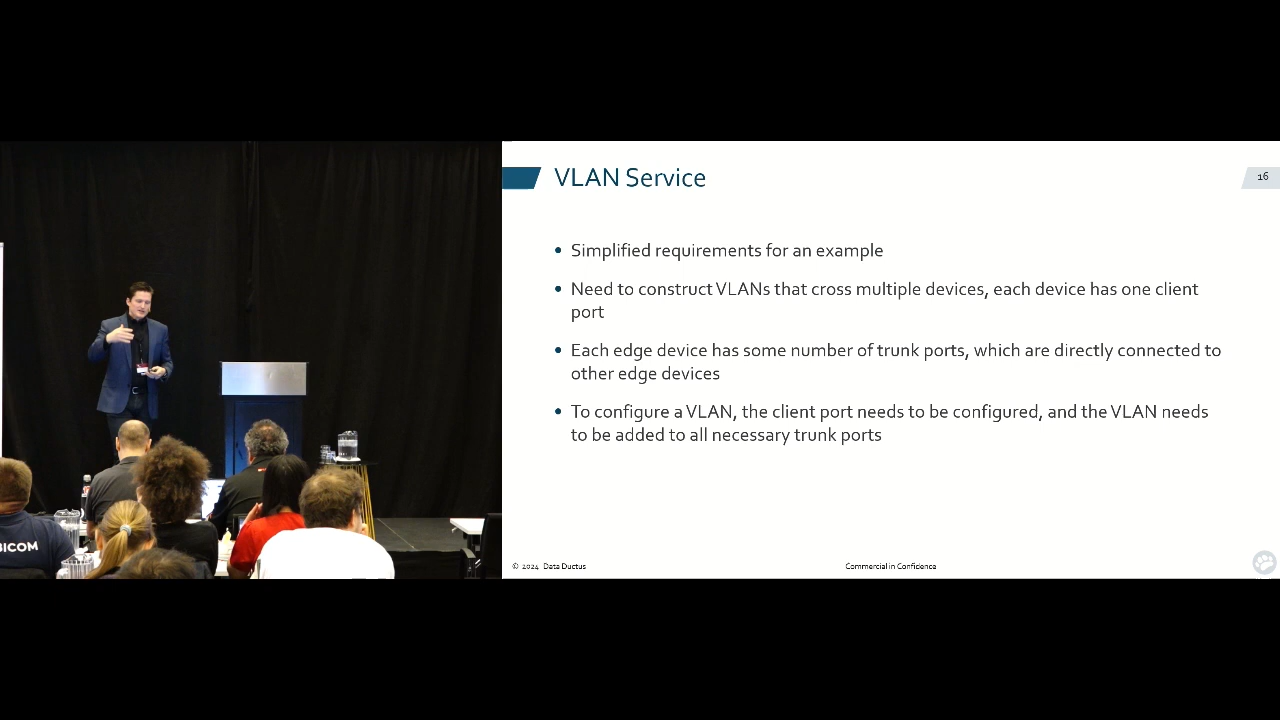 VLAN Service
16
• Simplified requirements for an example
• Need to construct VLANs that cross multiple devices, each device has one client
port
• Each edge device has some number of trunk ports, which are directly connected to
other edge devices
• To configure a VLAN, the client port needs to be configured, and the VLAN needs
to be added to all necessary trunk ports
BICOM
© 2024 Data Ductus
Commercial in Confidence